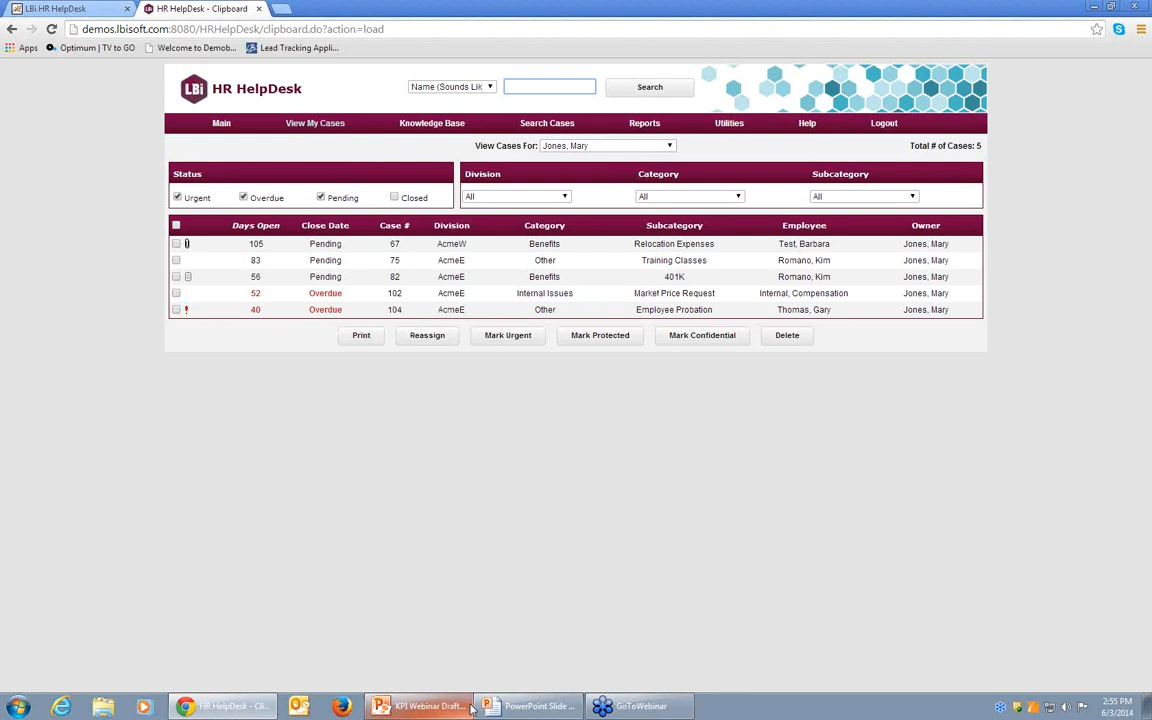 LBi HR HelpDesk
HR HelpDesk - Clipboard
demos.lbisoft.com:8080/HRHelpDesk/clipboard.do?action=load
Apps Optimum | TV to GO Welcome to Demob... Lead Tracking Appli...
LBi HR HelpDesk Name (Sounds Lik Search
Main View My Cases Knowledge Base Search Cases Reports Utilities Help Logout
View Cases For: Jones, Mary Total # of Cases: 5
Status Division Category Subcategory
Urgent Overdue Pending Closed All All All
Days Open Close Date Case # Division Category Subcategory Employee Owner
105 Pending 67 AcmeW Benefits Relocation Expenses Test, Barbara Jones, Mary
83 Pending 75 AcmeE Other Training Classes Romano, Kim Jones, Mary
56 Pending 82 AcmeE Benefits 401K Romano, Kim Jones, Mary
52 Overdue 102 AcmeE Internal Issues Market Price Request Internal, Compensation Jones, Mary
40 Overdue 104 AcmeE Other Employee Probation Thomas, Gary Jones, Mary
Print Reassign Mark Urgent Mark Protected Mark Confidential Delete
HR HelpDesk - Cli... KPI Webinar Draft... PowerPoint Slide ... GoToWebinar 2:55 PM
6/3/2014